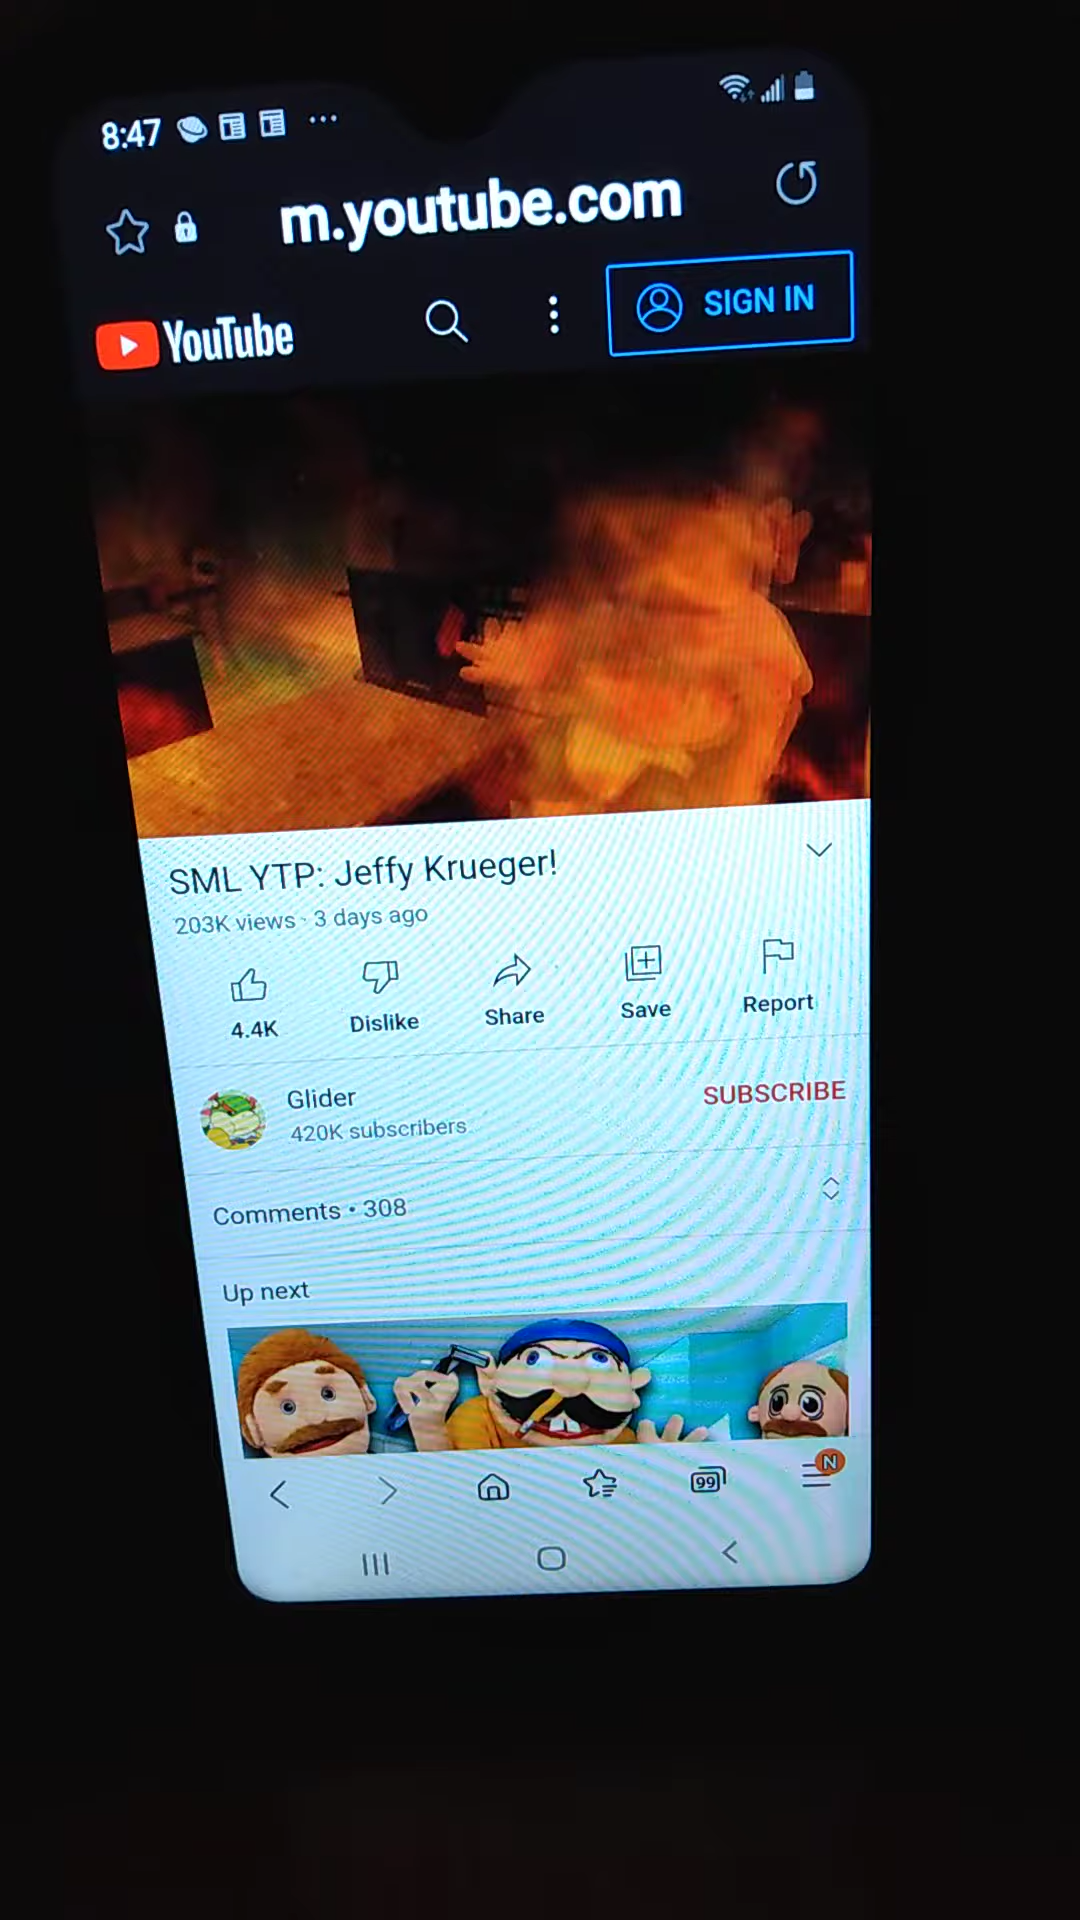 8:47
m.youtube.com
YouTube
SIGN IN
SML YTP: Jeffy Krueger!
203K views · 3 days ago
4.4K
Dislike
Share
Save
Report
Glider
420K subscribers
SUBSCRIBE
Comments • 308
Up next
99
N